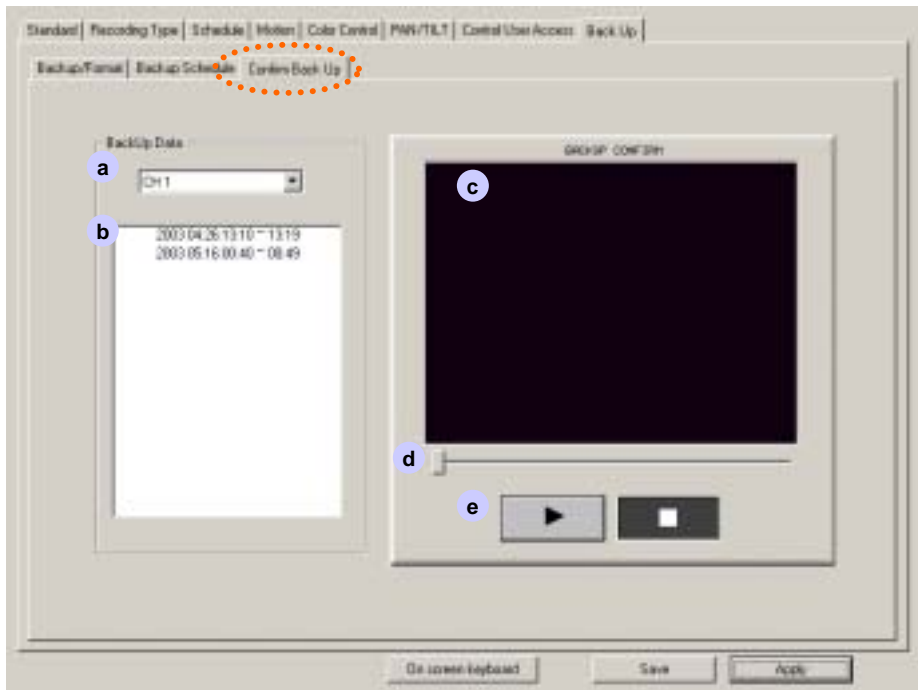 Standard Recording Type Schedule Motion Color Control PAN/TILT Control User Access Back Up
Backup/Format Backup Schedule Confirm Back Up
BackUp Data
BACKUP CONFIRM
a
CH 1
c
b
2003.04.26.13:10 ~ 13:19
2003.05.16.00:40 ~ 08:49
d
e
On screen keyboard Save Apply